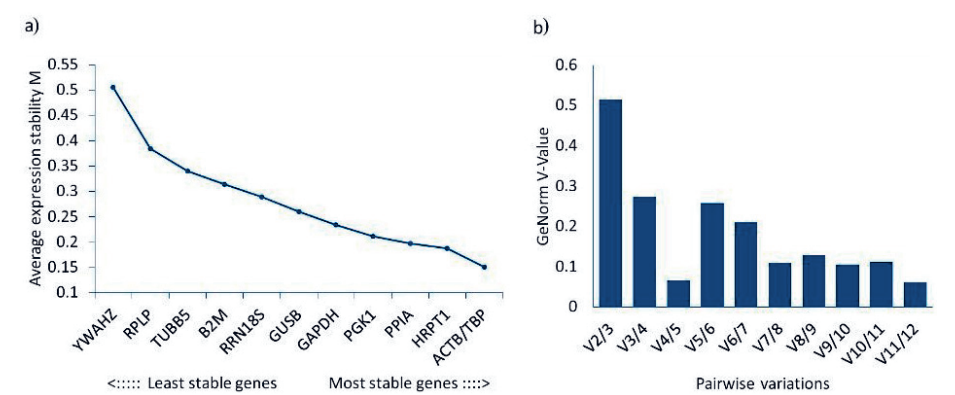 a)
Average expression stability M
0.55
0.5
0.45
0.4
0.35
0.3
0.25
0.2
0.15
0.1
YWAHZ
RPLP
TUBB5
B2M
RRN18S
GUSB
GAPDH
PGK1
PPIA
HRPT1
ACTB/TBP
<::::: Least stable genes
Most stable genes ::::>
b)
GeNorm V-Value
0.6
0.5
0.4
0.3
0.2
0.1
0
V2/3
V3/4
V4/5
V5/6
V6/7
V7/8
V8/9
V9/10
V10/11
V11/12
Pairwise variations